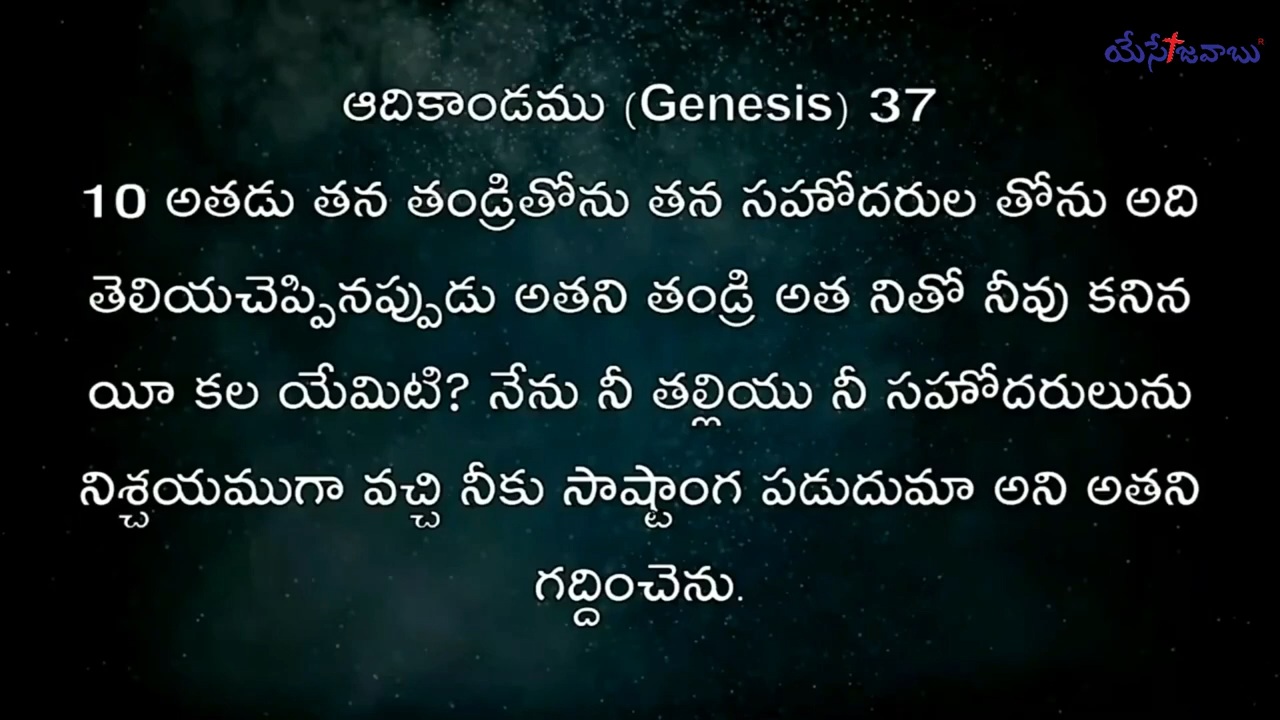 యేసే జవాబు®
ఆదికాండము (Genesis) 37
10 అతడు తన తండ్రితోను తన సహోదరుల తోను అది
తెలియచెప్పినప్పుడు అతని తండ్రి అత నితో నీవు కనిన
యీ కల యేమిటి? నేను నీ తల్లియు నీ సహోదరులును
నిశ్చయముగా వచ్చి నీకు సాష్టాంగ పడుదుమా అని అతని
గద్దించెను.